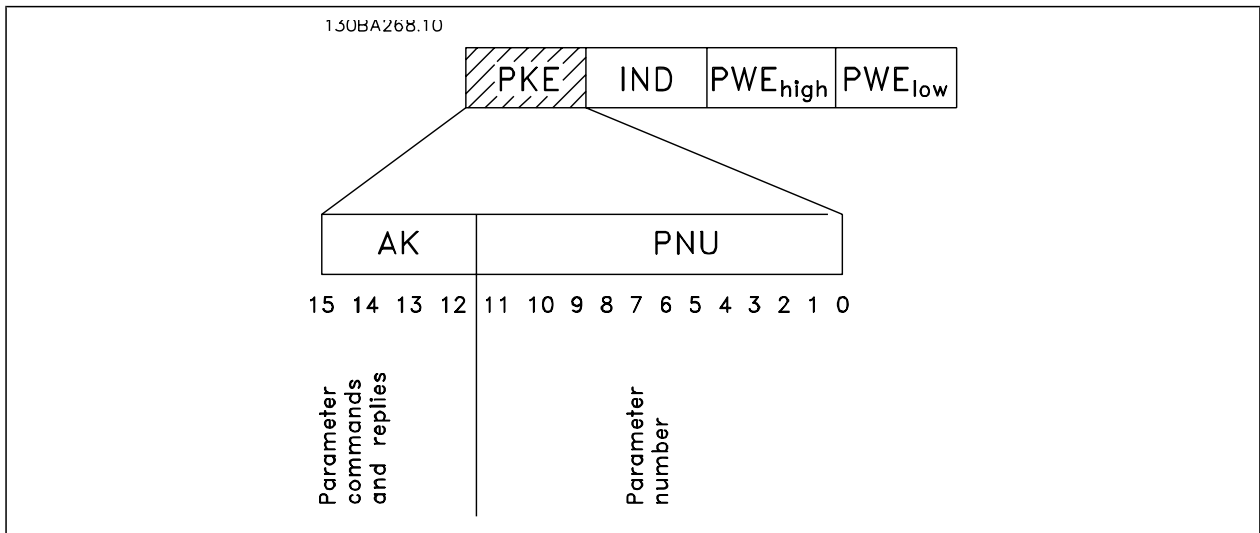 130BA268.10
PKE IND PWEhigh PWElow
AK PNU
15 14 13 12 11 10 9 8 7 6 5 4 3 2 1 0
Parameter
commands
and replies
Parameter
number